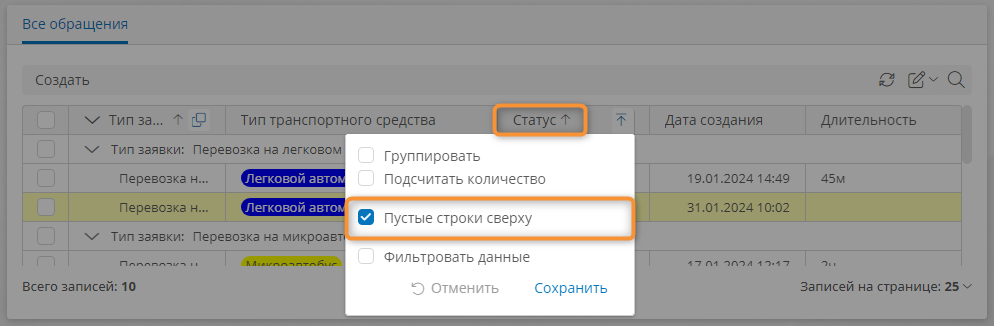 Все обращения
Создать
Тип за... Тип транспортного средства Статус Дата создания Длительность
Тип заявки: Перевозка на легковом
Группировать
Перевозка н... Легковой автом 19.01.2024 14:49 45м
Подсчитать количество
Перевозка н... Легковой автом 31.01.2024 10:02
Пустые строки сверху
Тип заявки: Перевозка на микроавто
Фильтровать данные
Перевозка н... Микроавтобус 17.01.2024 12:17 2ч
Всего записей: 10 Отменить Сохранить Записей на странице: 25